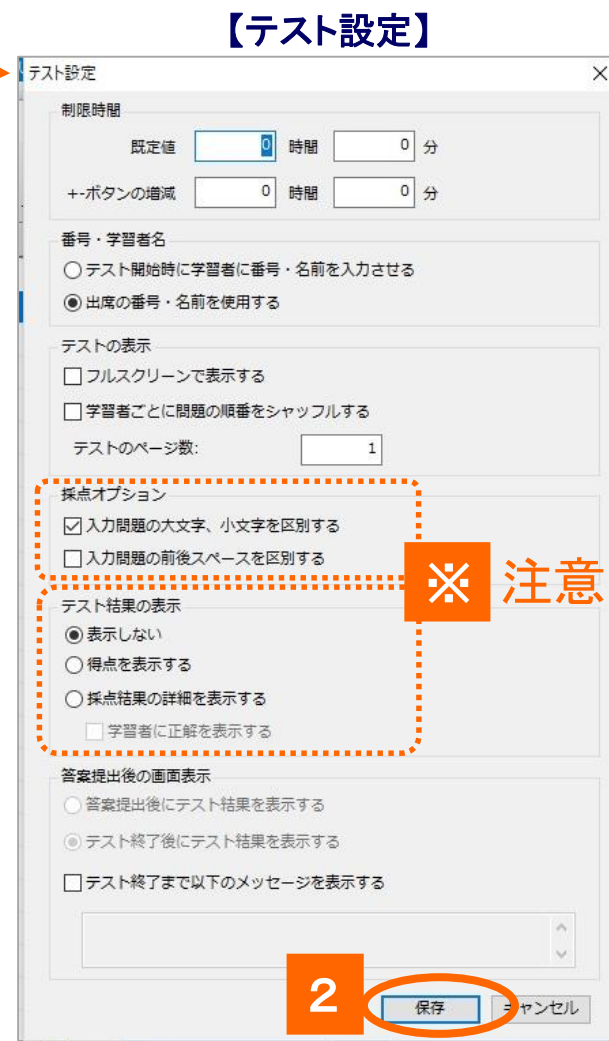 【テスト設定】
テスト設定
制限時間
既定値 0 時間 0 分
+-ボタンの増減 0 時間 0 分
番号・学習者名
テスト開始時に学習者に番号・名前を入力させる
出席の番号・名前を使用する
テストの表示
フルスクリーンで表示する
学習者ごとに問題の順番をシャッフルする
テストのページ数: 1
採点オプション
入力問題の大文字、小文字を区別する
入力問題の前後スペースを区別する
※ 注意
テスト結果の表示
表示しない
得点を表示する
採点結果の詳細を表示する
学習者に正解を表示する
答案提出後の画面表示
答案提出後にテスト結果を表示する
テスト終了後にテスト結果を表示する
テスト終了まで以下のメッセージを表示する
2
保存 キャンセル